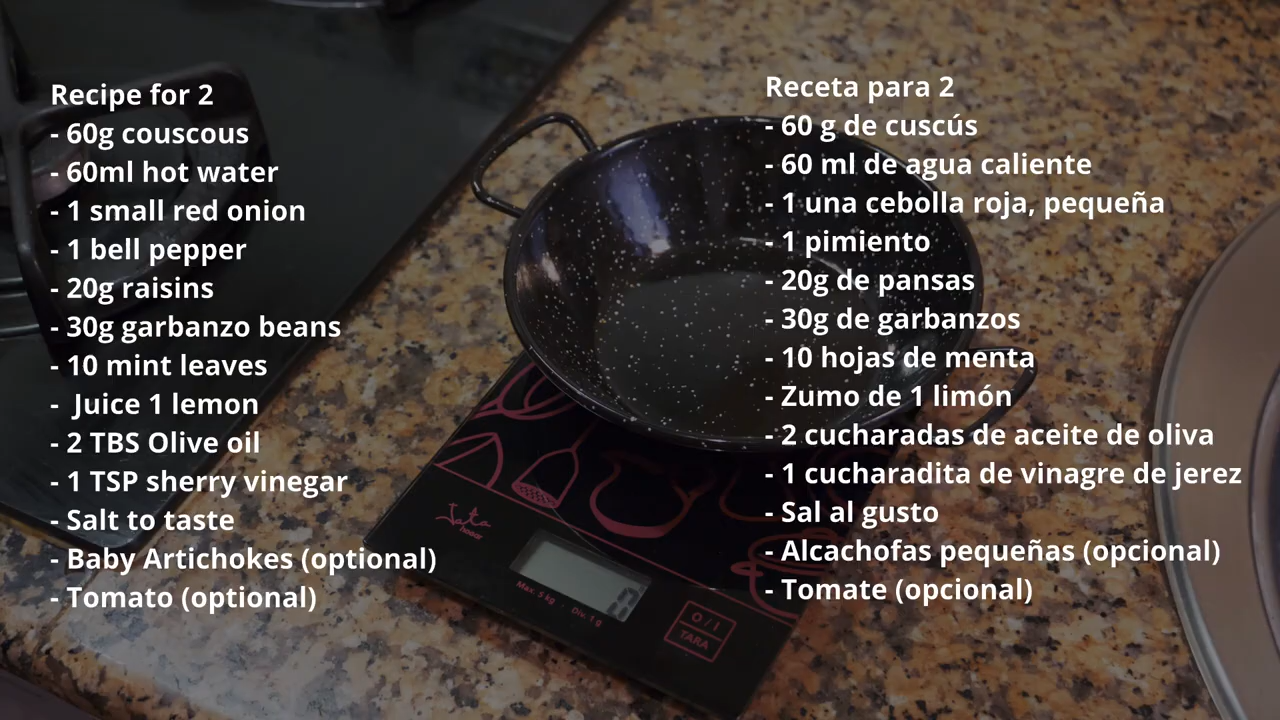 Recipe for 2
- 60g couscous
- 60ml hot water
- 1 small red onion
- 1 bell pepper
- 20g raisins
- 30g garbanzo beans
- 10 mint leaves
-  Juice 1 lemon
- 2 TBS Olive oil
- 1 TSP sherry vinegar
- Salt to taste
- Baby Artichokes (optional)
- Tomato (optional)
Receta para 2
- 60 g de cuscús
- 60 ml de agua caliente
- 1 una cebolla roja, pequeña
- 1 pimiento
- 20g de pansas
- 30g de garbanzos
- 10 hojas de menta
- Zumo de 1 limón
- 2 cucharadas de aceite de oliva
- 1 cucharadita de vinagre de jerez
- Sal al gusto
- Alcachofas pequeñas (opcional)
- Tomate (opcional)
Jata
hogar
0
Max. 5 kg - Div. 1 g
O / I
TARA